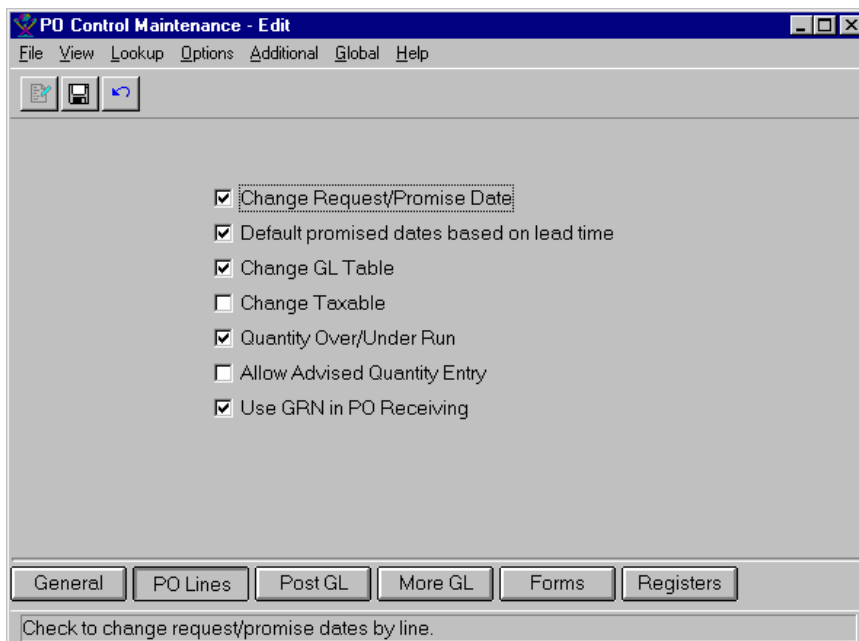 PO Control Maintenance - Edit
File View Lookup Options Additional Global Help
Change Request/Promise Date
Default promised dates based on lead time
Change GL Table
Change Taxable
Quantity Over/Under Run
Allow Advised Quantity Entry
Use GRN in PO Receiving
General PO Lines Post GL More GL Forms Registers
Check to change request/promise dates by line.